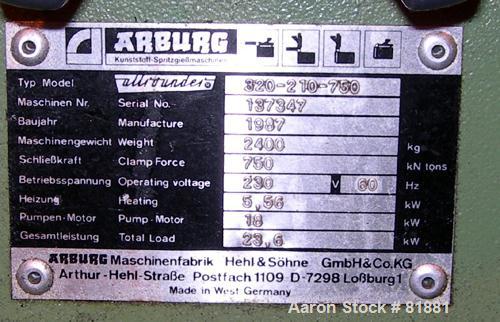 ARBURG
Kunststoff-Spritzgießmaschinen
Typ Model allrounder 320-210-750
Maschinen Nr. Serial No. 137347
Baujahr Manufacture 1987
Maschinengewicht Weight 2400 kg
Schließkraft Clamp Force 750 kN tons
Betriebsspannung Operating voltage 230 V 60 Hz
Heizung Heating 5,56 kW
Pumpen-Motor Pump-Motor 18 kW
Gesamtleistung Total Load 23,6 kW
ARBURG Maschinenfabrik Hehl & Söhne GmbH & Co.KG
Arthur-Hehl-Straße Postfach 1109 D-7298 Loßburg 1
Made in West Germany
Aaron Stock # 81881